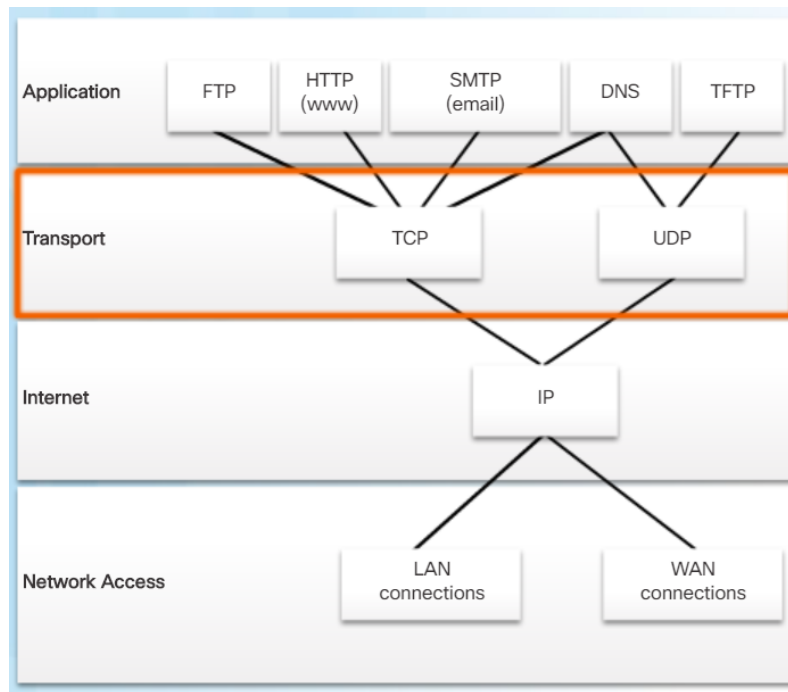 Application
FTP
HTTP
(www)
SMTP
(email)
DNS
TFTP
Transport
TCP
UDP
Internet
IP
Network Access
LAN
connections
WAN
connections